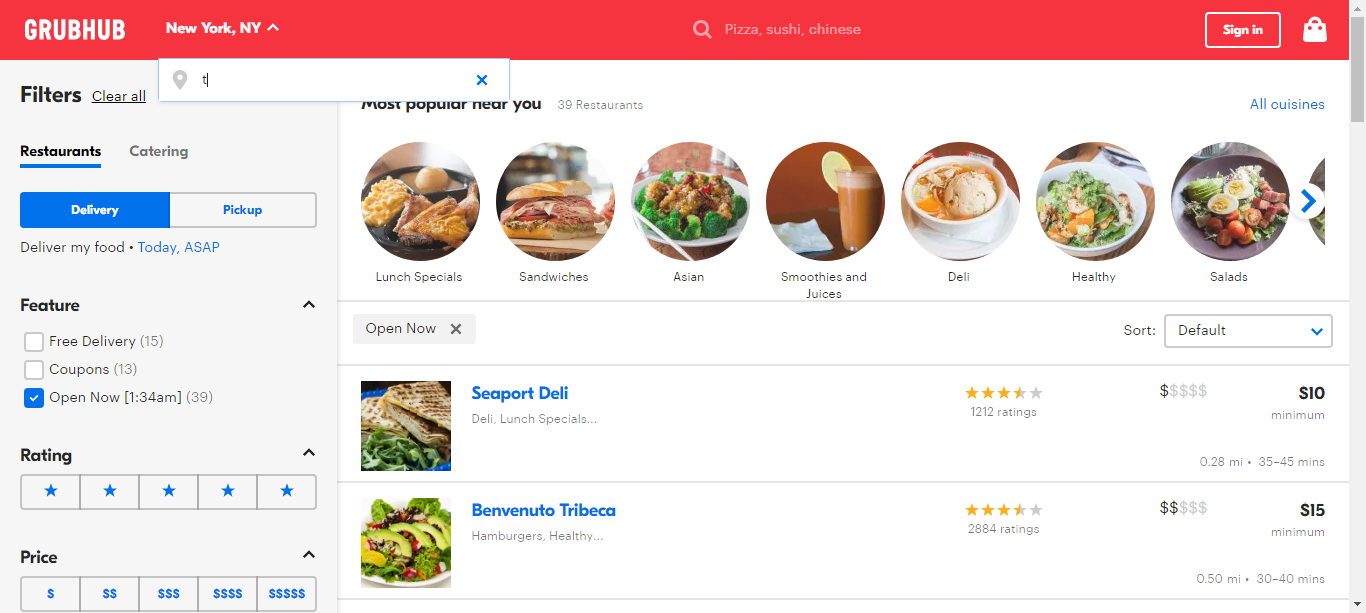 GRUBHUB
New York, NY
Pizza, sushi, chinese
Sign in
t
Filters
Clear all
Restaurants
Catering
Delivery
Pickup
Deliver my food • Today, ASAP
Feature
Free Delivery (15)
Coupons (13)
Open Now [1:34am] (39)
Rating
Price
$
$$
$$$
$$$$
$$$$$
Most popular near you
39 Restaurants
All cuisines
Lunch Specials
Sandwiches
Asian
Smoothies and
Juices
Deli
Healthy
Salads
Open Now
Sort:
Default
Seaport Deli
Deli, Lunch Specials...
1212 ratings
$$$$$
$10
minimum
0.28 mi • 35–45 mins
Benvenuto Tribeca
Hamburgers, Healthy...
2884 ratings
$$$$$
$15
minimum
0.50 mi • 30–40 mins